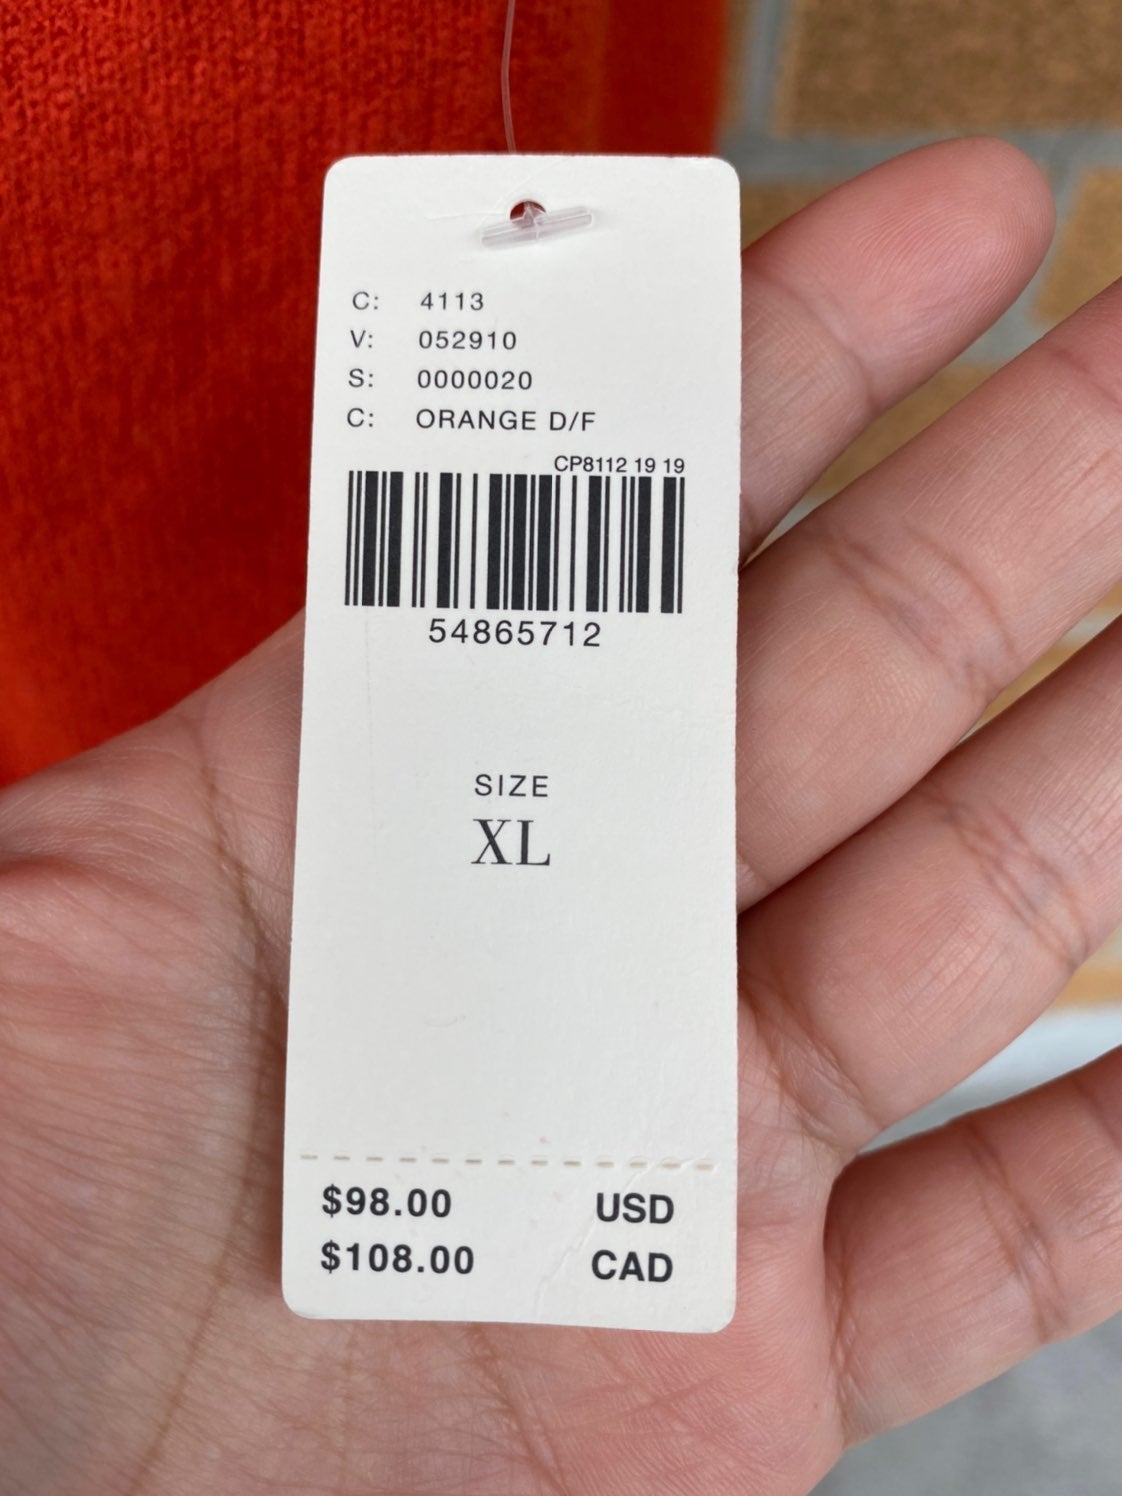 C: 4113
V: 052910
S: 0000020
C: ORANGE D/F
CP8112 19 19
54865712
SIZE
XL
$98.00 USD
$108.00 CAD